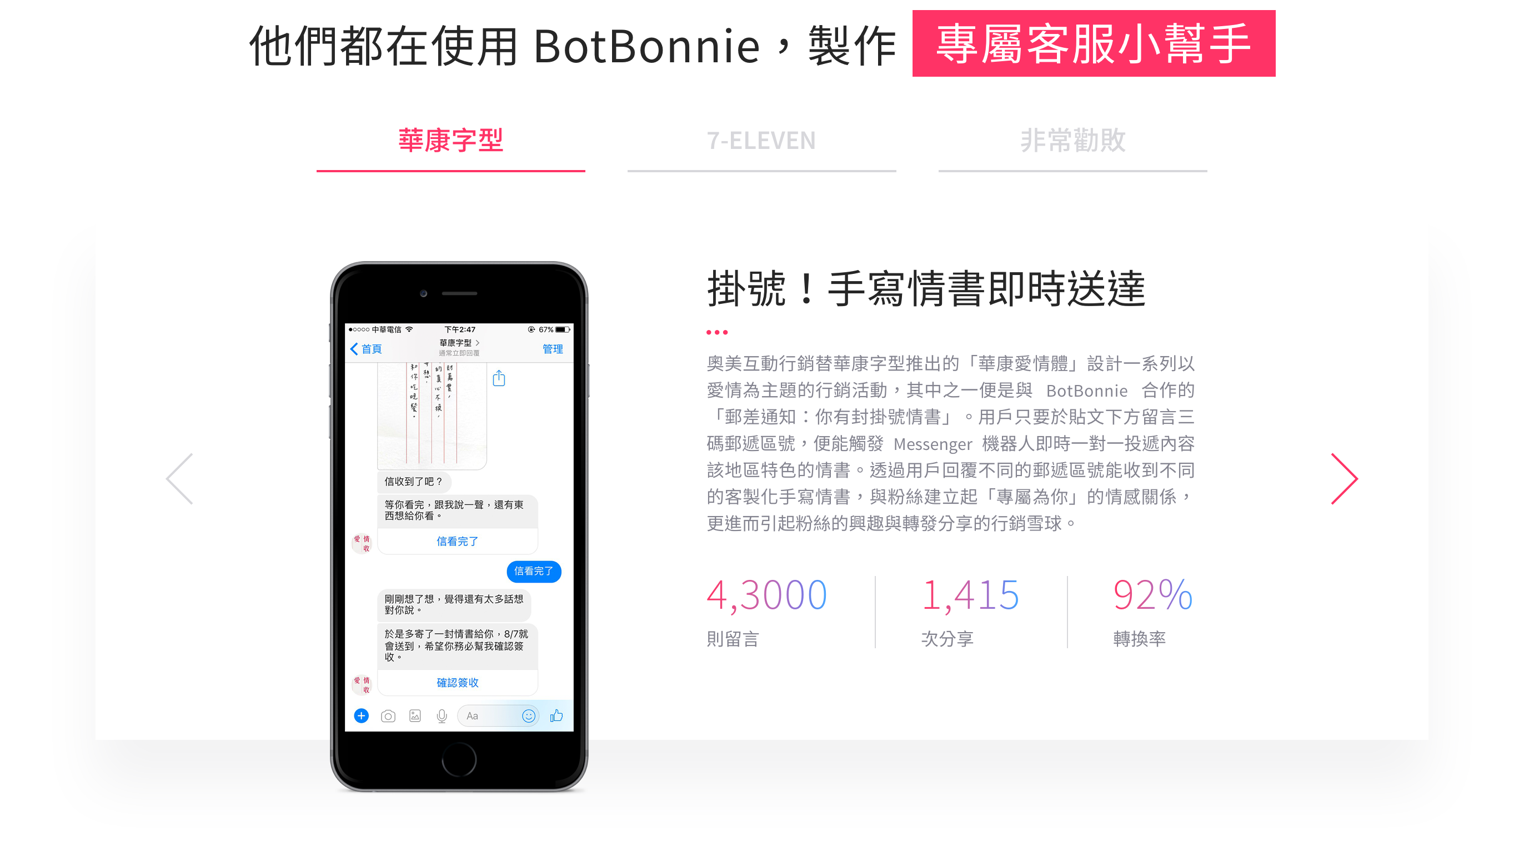 他們都在使用 BotBonnie，製作 專屬客服小幫手
華康字型
7-ELEVEN
非常勸敗
中華電信
下午2:47
67%
首頁
華康字型
通常立即回覆
管理
信收到了吧？
等你看完，跟我說一聲，還有東
西想給你看。
信看完了
愛 情
收
信看完了
剛剛想了想，覺得還有太多話想
對你說。
於是多寄了一封情書給你，8/7就
會送到，希望你務必幫我確認簽
收。
確認簽收
愛 情
收
Aa
掛號！手寫情書即時送達
奧美互動行銷替華康字型推出的「華康愛情體」設計一系列以
愛情為主題的行銷活動，其中之一便是與 BotBonnie 合作的
「郵差通知：你有封掛號情書」。用戶只要於貼文下方留言三
碼郵遞區號，便能觸發 Messenger 機器人即時一對一投遞內容
該地區特色的情書。透過用戶回覆不同的郵遞區號能收到不同
的客製化手寫情書，與粉絲建立起「專屬為你」的情感關係，
更進而引起粉絲的興趣與轉發分享的行銷雪球。
4,3000
則留言
1,415
次分享
92%
轉換率